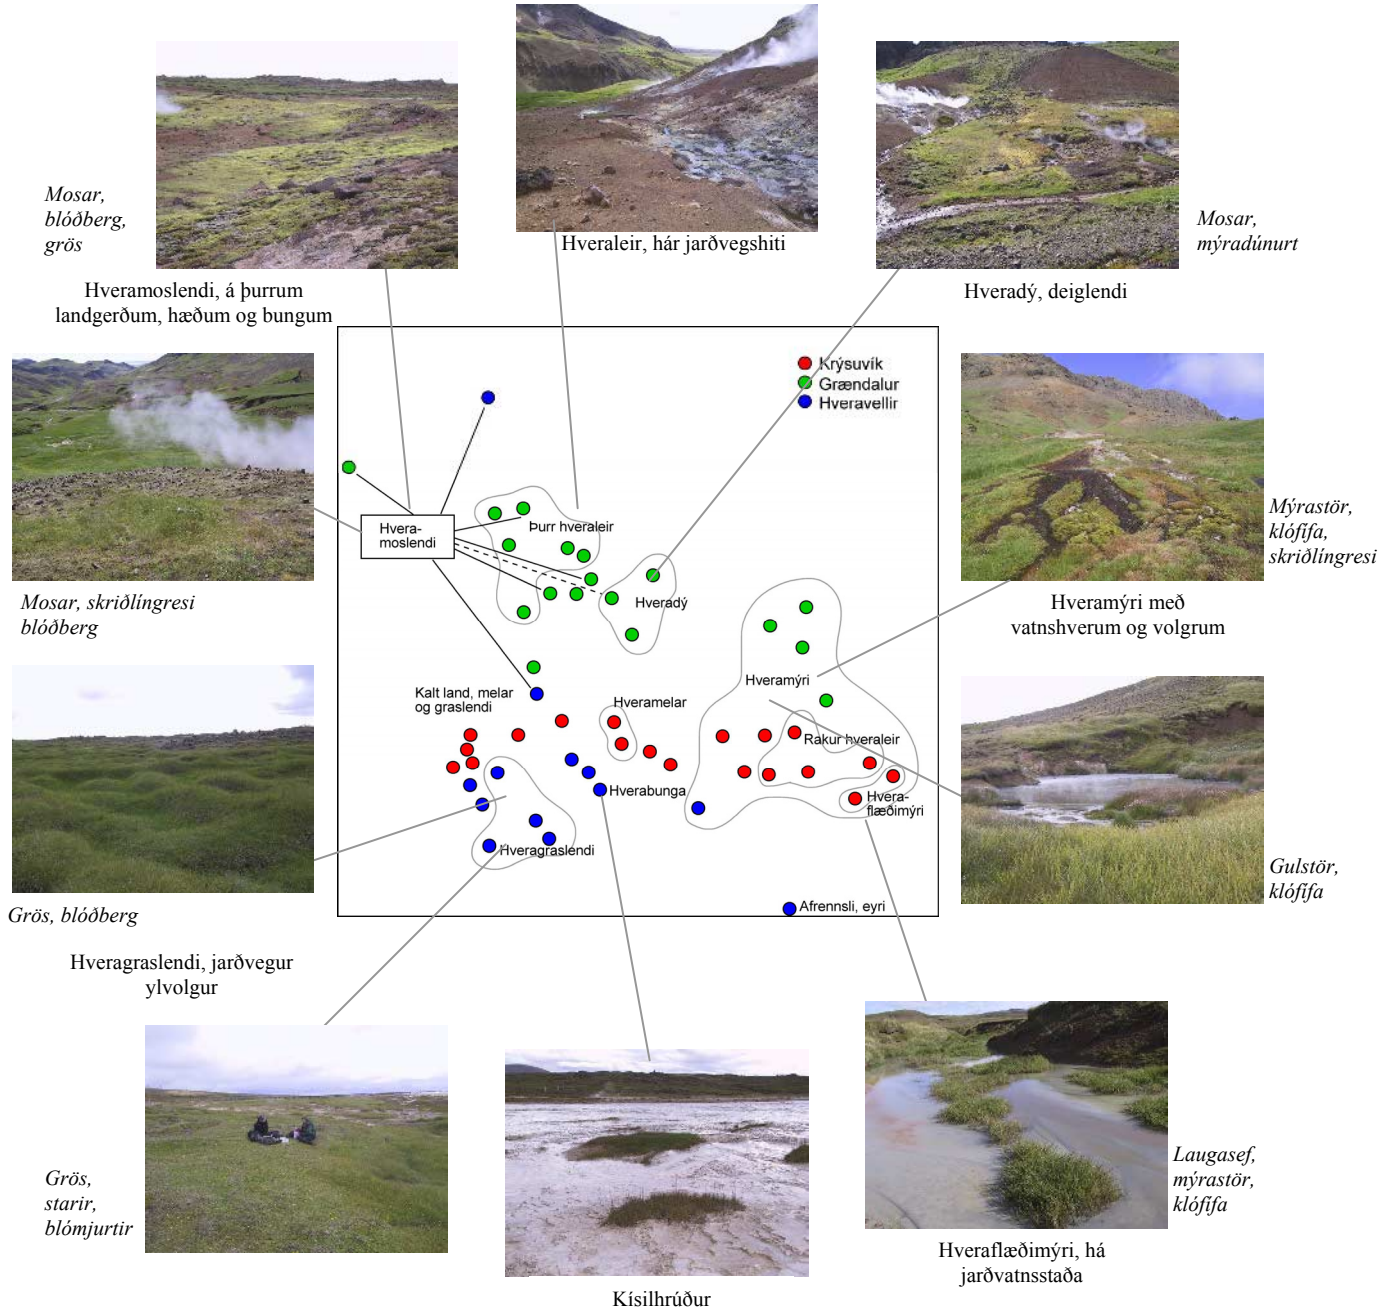 Mosar,
blóðberg,
grös
Hveramoslendi, á þurrum
landgerðum, hæðum og bungum
Hveraleir, hár jarðvegshiti
Mosar,
mýradúnurt
Hveradý, deiglendi
Mosar, skriðlíngresi
blóðberg
Mýrastör,
klófífa,
skriðlíngresi
Hveramýri með
vatnshverum og volgrum
Krýsuvík
Grændalur
Hveravellir
Hvera-
moslendi
Þurr hveraleir
Hveradý
Hveramýri
Kalt land, melar
og graslendi
Hveramelar
Rakur hveraleir
Hverabunga
Hvera-
flæðimýri
Hveragraslendi
Afrennsli, eyri
Grös, blóðberg
Hveragraslendi, jarðvegur
ylvolgur
Gulstör,
klófífa
Grös,
starir,
blómjurtir
Kísilhrúður
Laugasef,
mýrastör,
klófífa
Hveraflæðimýri, há
jarðvatnsstaða